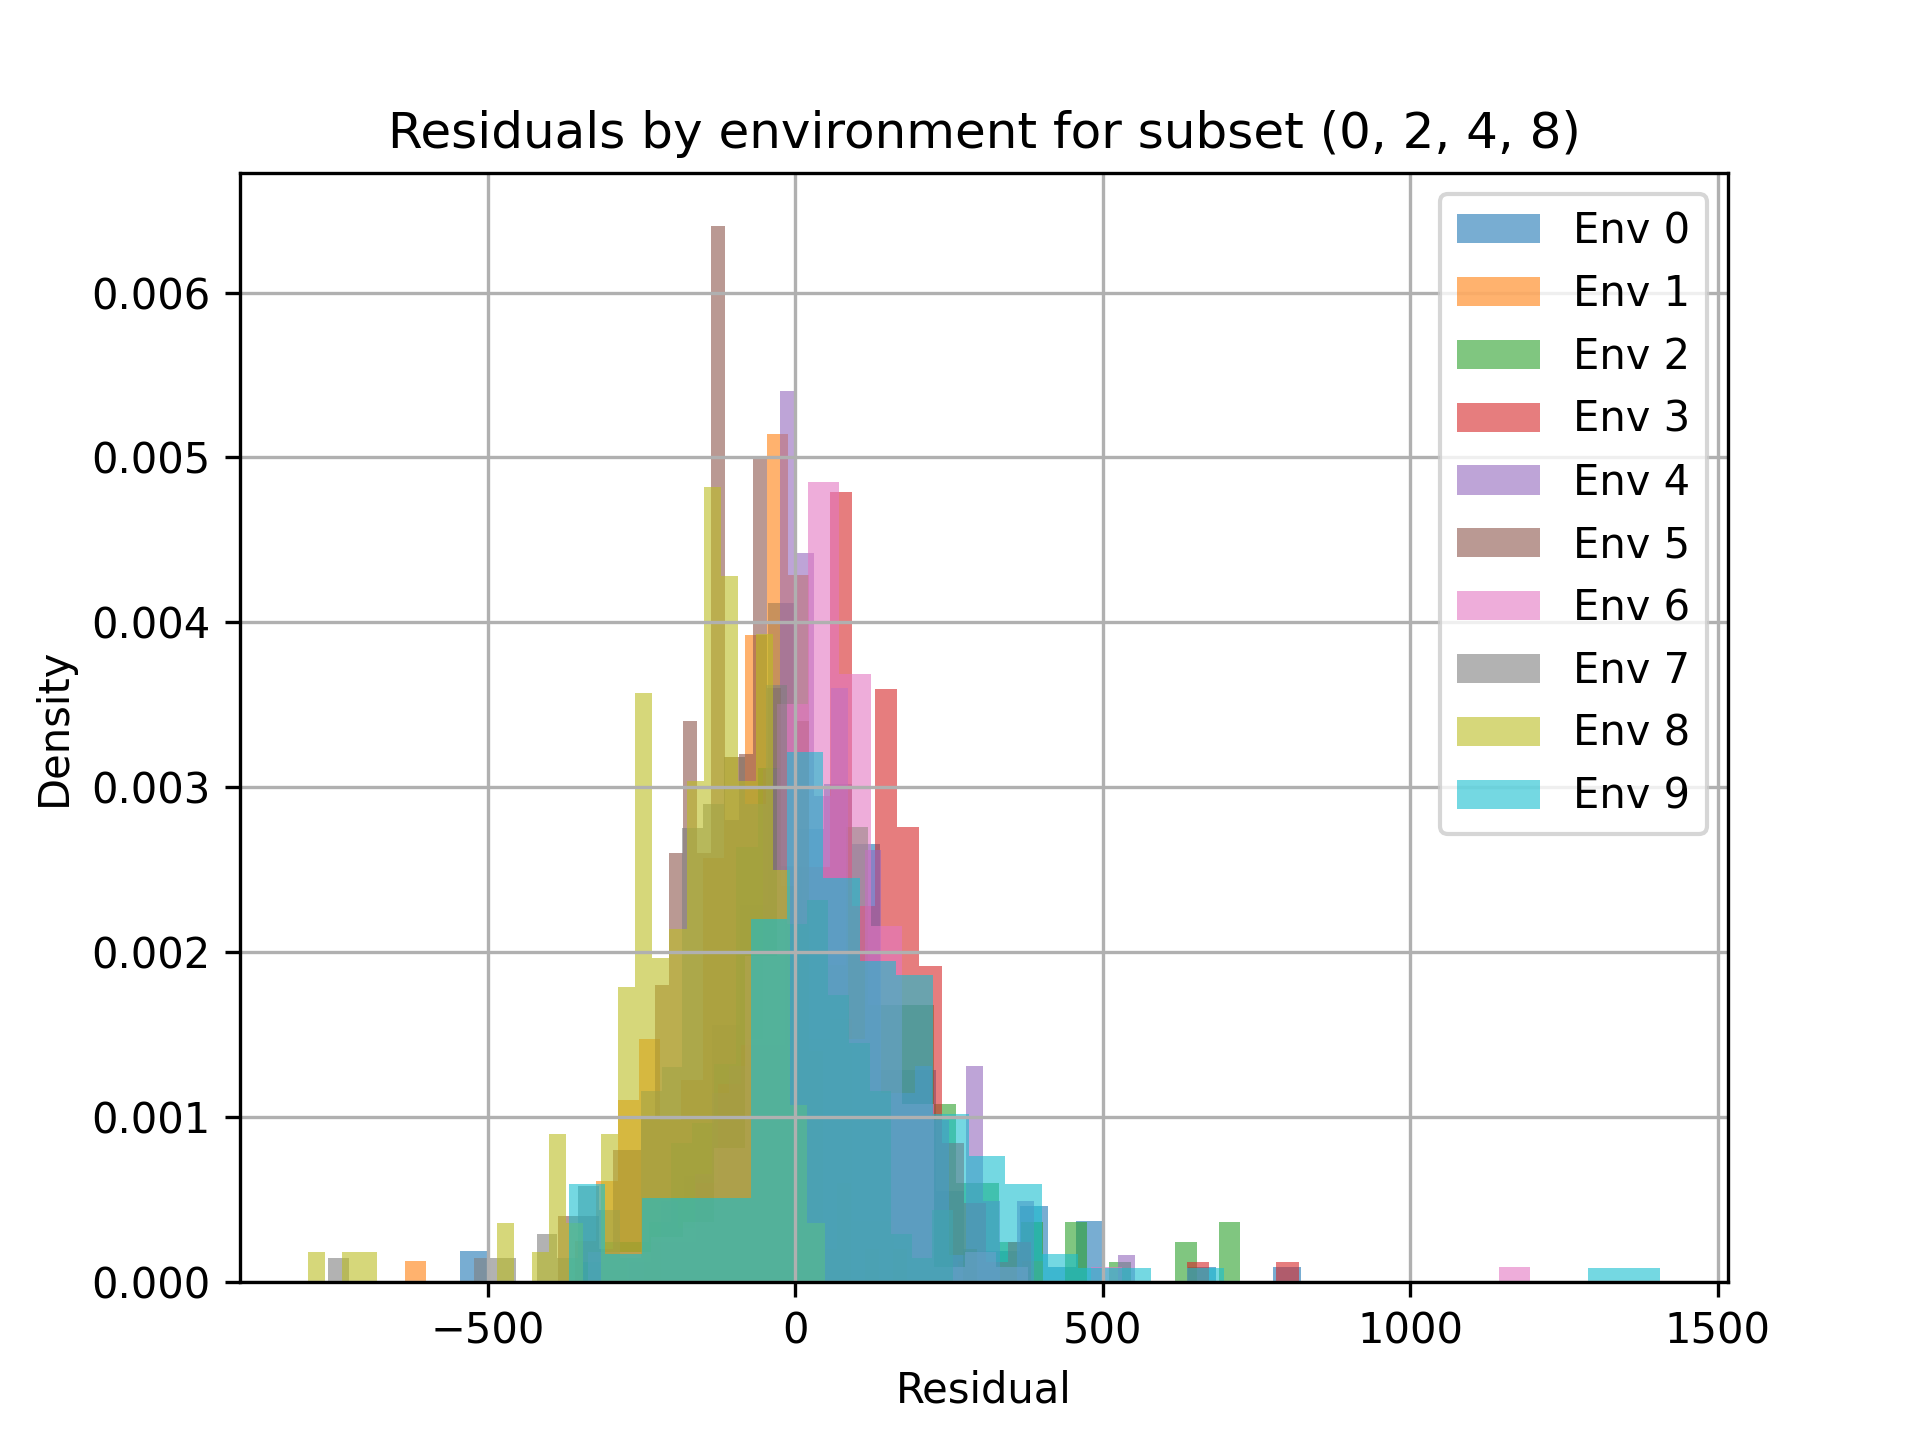 Residuals by environment for subset (0, 2, 4, 8)
Env 0
Env 1
Env 2
Env 3
Env 4
Env 5
Env 6
Env 7
Env 8
Env 9
Density
0.006
0.005
0.004
0.003
0.002
0.001
0.000
−500
0
500
1000
1500
Residual